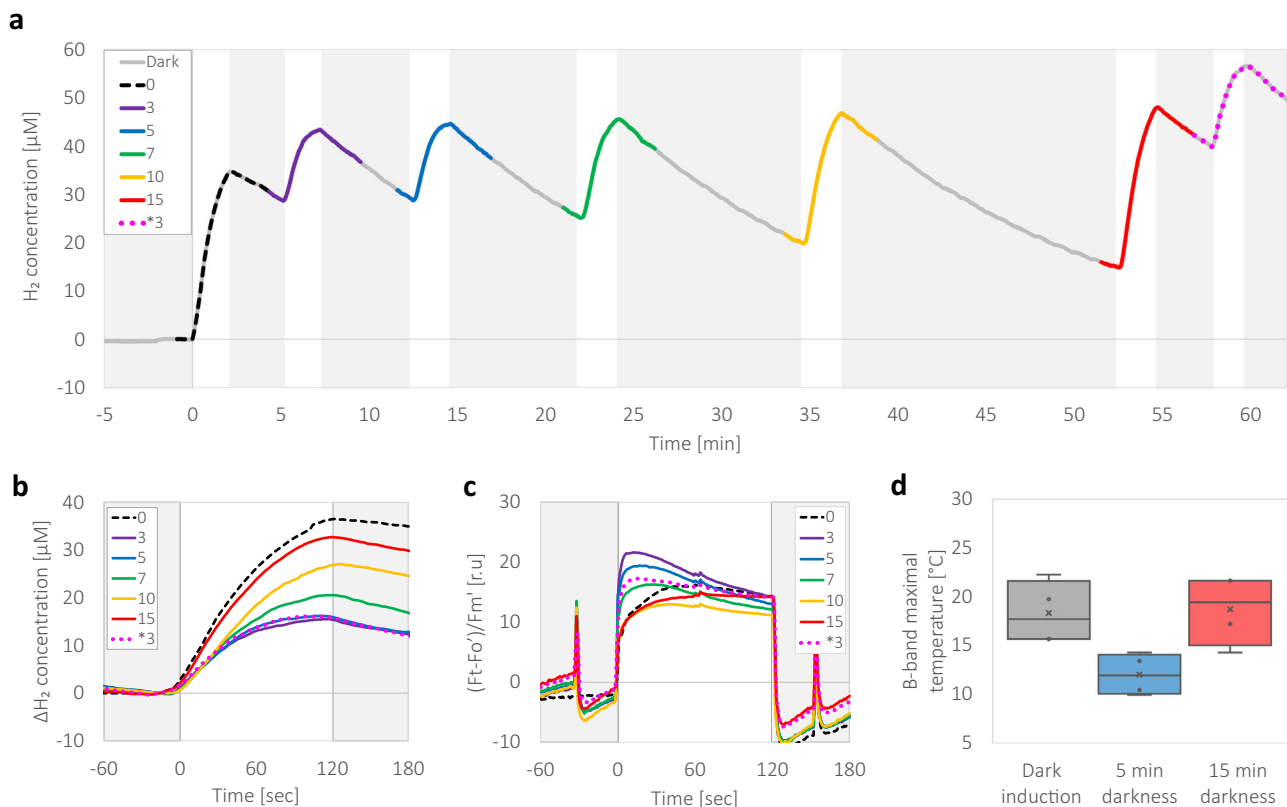 a
60
50
40
30
20
10
0
-10
H₂ concentration [µM]
Dark
0
3
5
7
10
15
*3
-5 0 5 10 15 20 25 30 35 40 45 50 55 60
Time [min]
b
40
30
20
10
0
-10
ΔH₂ concentration [µM]
0
3
5
7
10
15
*3
-60 0 60 120 180
Time [sec]
c
30
20
10
0
-10
(Ft-Fo')/Fm' [r.u]
0
3
5
7
10
15
*3
-60 0 60 120 180
Time [sec]
d
30
25
20
15
10
5
B-band maximal
temperature [°C]
Dark 5 min 15 min
induction darkness darkness